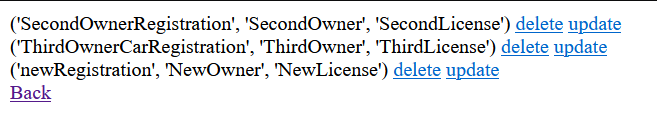 ('SecondOwnerRegistration', 'SecondOwner', 'SecondLicense') delete update
('ThirdOwnerCarRegistration', 'ThirdOwner', 'ThirdLicense') delete update
('newRegistration', 'NewOwner', 'NewLicense') delete update
Back